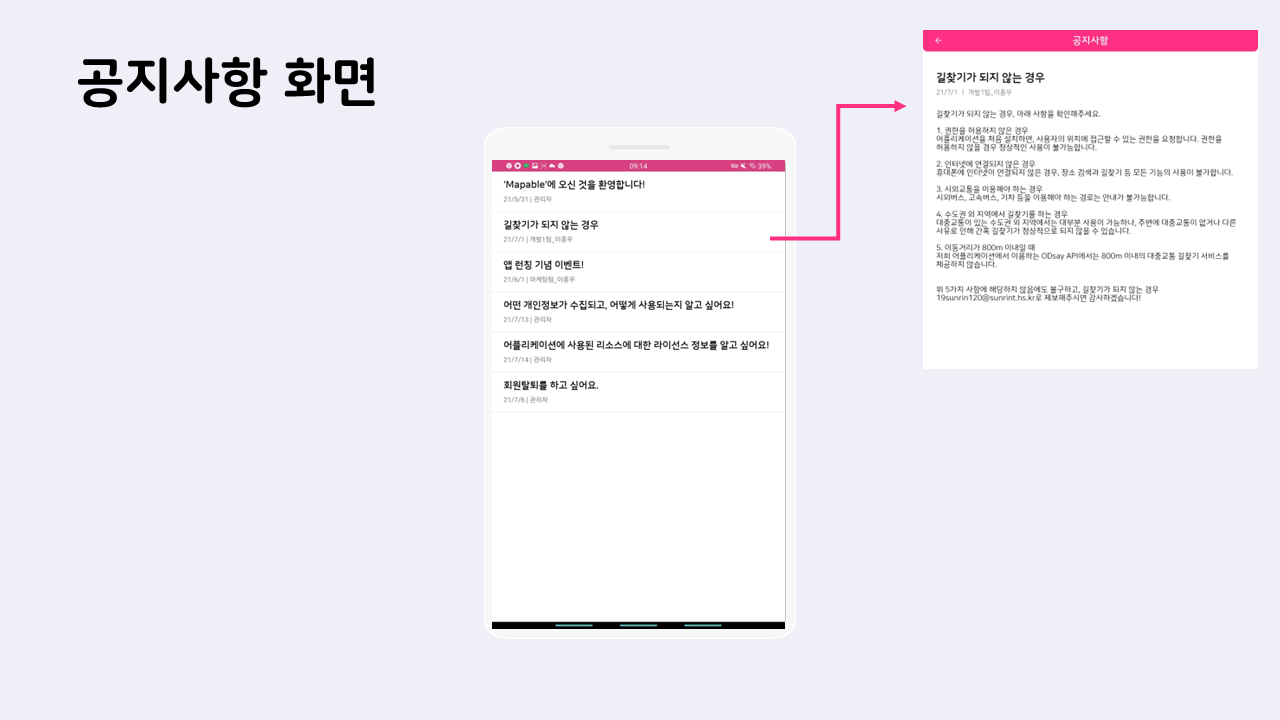 공지사항 화면
09:14
39%
'Mapable'에 오신 것을 환영합니다!
21/5/31 | 관리자
길찾기가 되지 않는 경우
21/7/1 | 개발1팀_이종우
앱 런칭 기념 이벤트!
21/6/1 | 마케팅팀_이종우
어떤 개인정보가 수집되고, 어떻게 사용되는지 알고 싶어요!
21/7/13 | 관리자
어플리케이션에 사용된 리소스에 대한 라이선스 정보를 알고 싶어요!
21/7/14 | 관리자
회원탈퇴를 하고 싶어요.
21/7/6 | 관리자
공지사항
길찾기가 되지 않는 경우
21/7/1 | 개발1팀_이종우
길찾기가 되지 않는 경우, 아래 사항을 확인해주세요.
1. 권한을 허용하지 않은 경우
어플리케이션을 처음 설치하면, 사용자의 위치에 접근할 수 있는 권한을 요청합니다. 권한을
허용하지 않을 경우 정상적인 사용이 불가능합니다.
2. 인터넷에 연결되지 않은 경우
휴대폰에 인터넷이 연결되지 않은 경우, 장소 검색과 길찾기 등 모든 기능의 사용이 불가합니다.
3. 시외교통을 이용해야 하는 경우
시외버스, 고속버스, 기차 등을 이용해야 하는 경로는 안내가 불가능합니다.
4. 수도권 외 지역에서 길찾기를 하는 경우
대중교통이 있는 수도권 외 지역에서는 대부분 사용이 가능하나, 주변에 대중교통이 없거나 다른
사유로 인해 간혹 길찾기가 정상적으로 되지 않을 수 있습니다.
5. 이동거리가 800m 이내일 때
저희 어플리케이션에서 이용하는 ODsay API에서는 800m 이내의 대중교통 길찾기 서비스를
제공하지 않습니다.
위 5가지 사항에 해당하지 않음에도 불구하고, 길찾기가 되지 않는 경우
19sunrin120@sunrint.hs.kr로 제보해주시면 감사하겠습니다!